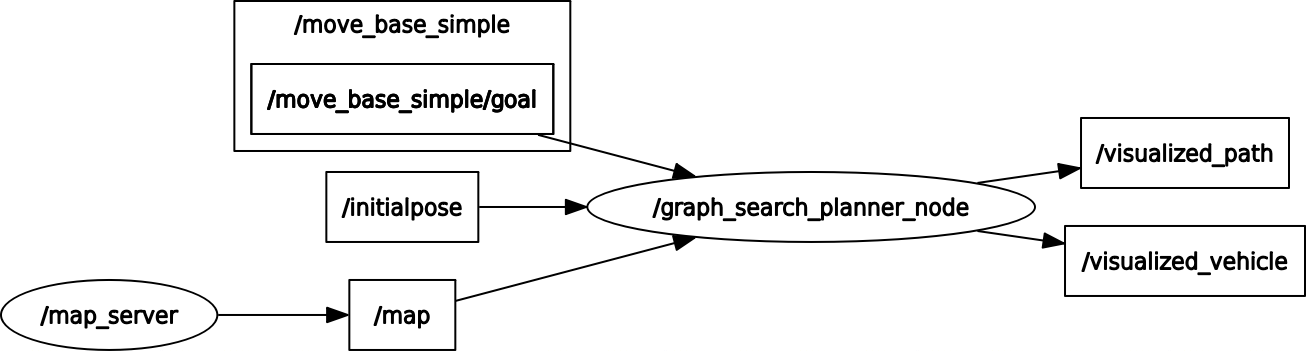 /move_base_simple
/move_base_simple/goal
/initialpose
/map_server
/map
/graph_search_planner_node
/visualized_path
/visualized_vehicle